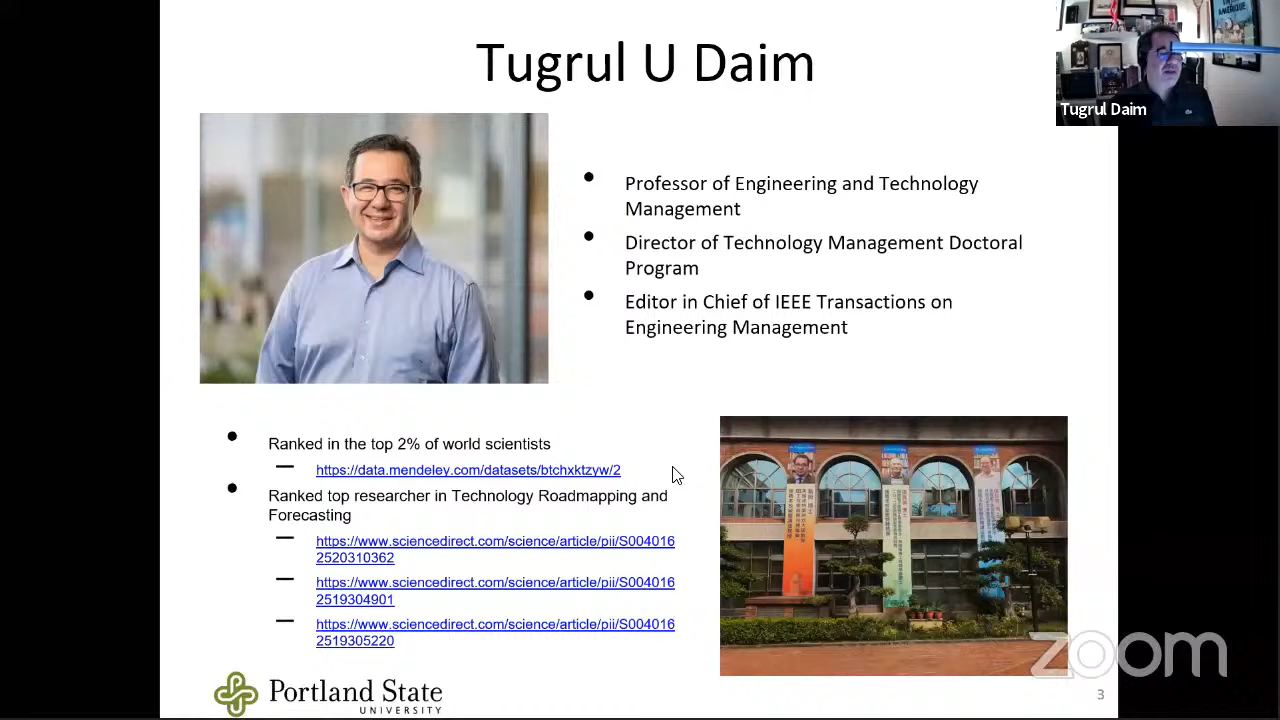 Tugrul U Daim
Tugrul Daim
Professor of Engineering and Technology
Management
Director of Technology Management Doctoral
Program
Editor in Chief of IEEE Transactions on
Engineering Management
Ranked in the top 2% of world scientists
https://data.mendeley.com/datasets/btchxktzyw/2
Ranked top researcher in Technology Roadmapping and
Forecasting
https://www.sciencedirect.com/science/article/pii/S004016
2520310362
https://www.sciencedirect.com/science/article/pii/S004016
2519304901
https://www.sciencedirect.com/science/article/pii/S004016
2519305220
Portland State
UNIVERSITY
zoom
3